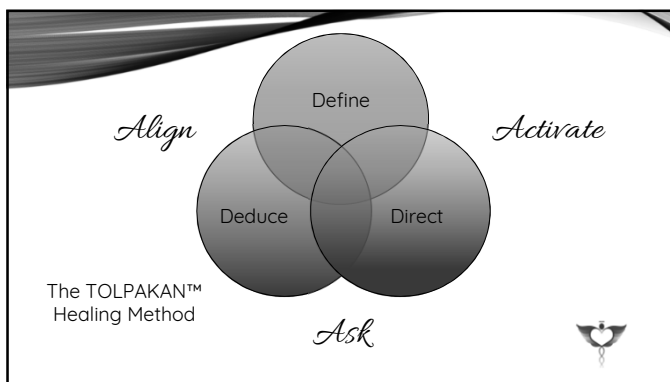 Define
Align
Activate
Deduce
Direct
The TOLPAKAN™
Healing Method
Ask